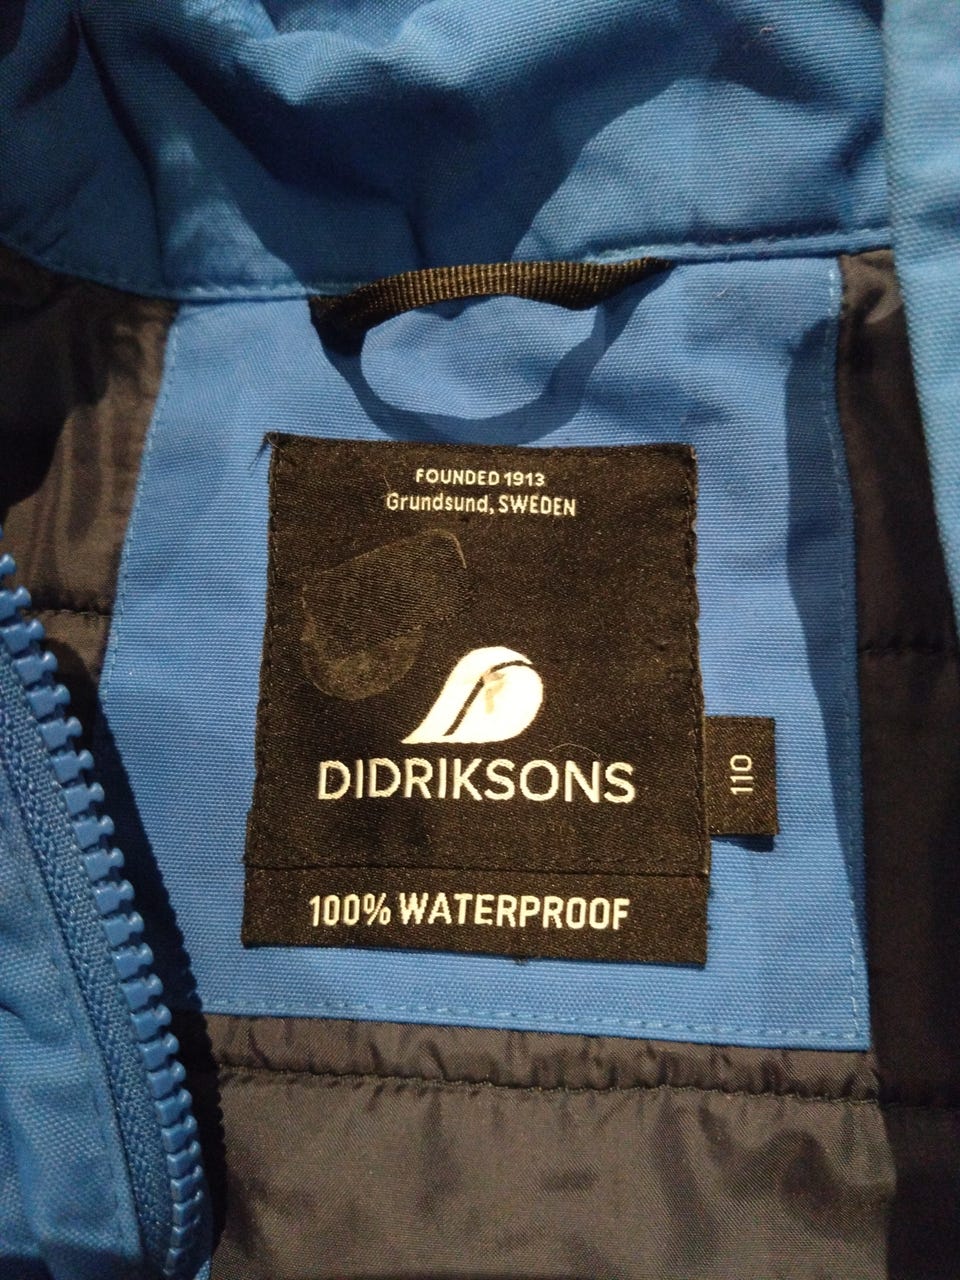 FOUNDED 1913
Grundsund, SWEDEN
DIDRIKSONS
110
100% WATERPROOF